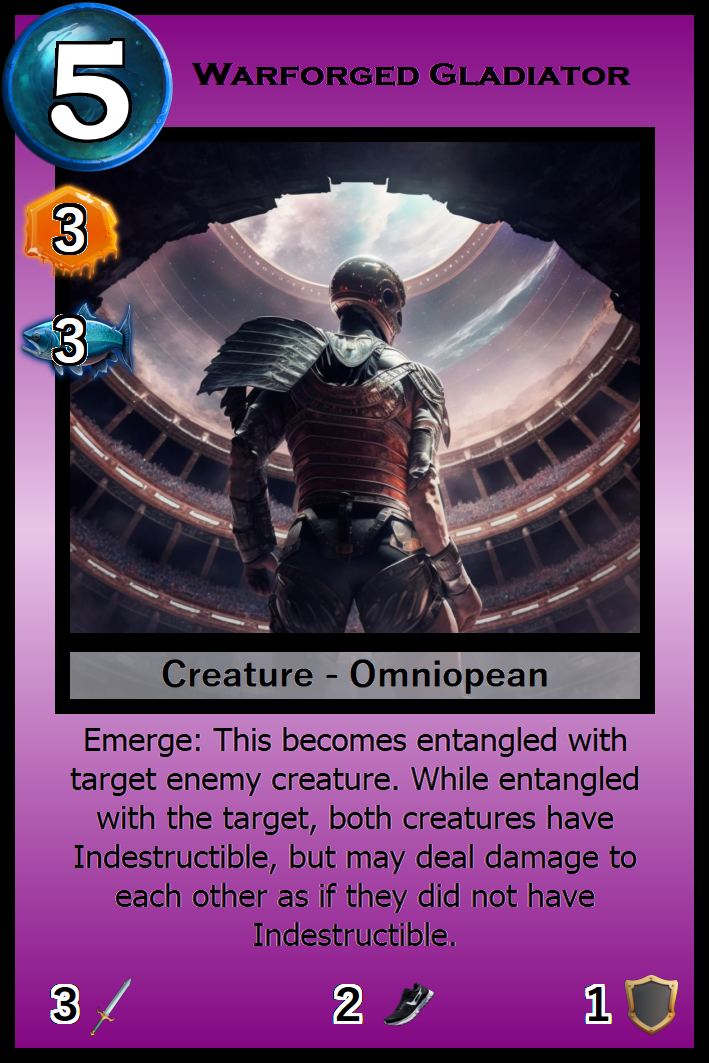 5
Warforged Gladiator
3
3
Creature - Omniopean
Emerge: This becomes entangled with
target enemy creature. While entangled
with the target, both creatures have
Indestructible, but may deal damage to
each other as if they did not have
Indestructible.
3 2 1